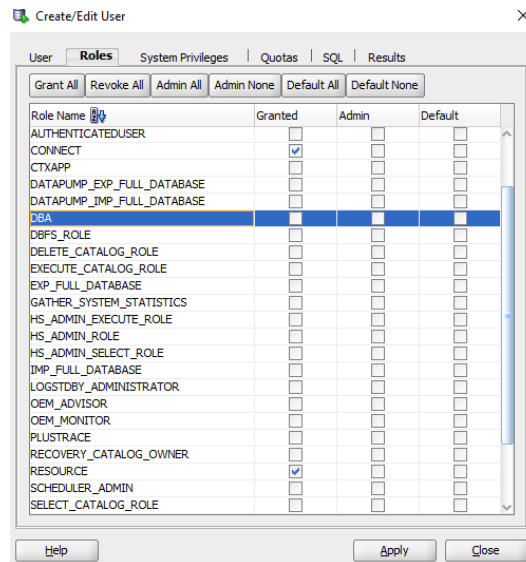 Create/Edit User
User Roles System Privileges Quotas SQL Results
Grant All Revoke All Admin All Admin None Default All Default None
Role Name Granted Admin Default
AUTHENTICATEDUSER
CONNECT
CTXAPP
DATAPUMP_EXP_FULL_DATABASE
DATAPUMP_IMP_FULL_DATABASE
DBA
DBFS_ROLE
DELETE_CATALOG_ROLE
EXECUTE_CATALOG_ROLE
EXP_FULL_DATABASE
GATHER_SYSTEM_STATISTICS
HS_ADMIN_EXECUTE_ROLE
HS_ADMIN_ROLE
HS_ADMIN_SELECT_ROLE
IMP_FULL_DATABASE
LOGSTDBY_ADMINISTRATOR
OEM_ADVISOR
OEM_MONITOR
PLUSTRACE
RECOVERY_CATALOG_OWNER
RESOURCE
SCHEDULER_ADMIN
SELECT_CATALOG_ROLE
Help Apply Close